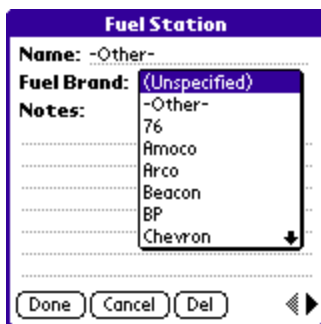 Fuel Station
Name: -Other-
Fuel Brand: (Unspecified)
-Other-
Notes:
76
Amoco
Arco
Beacon
BP
Chevron
Done Cancel Del